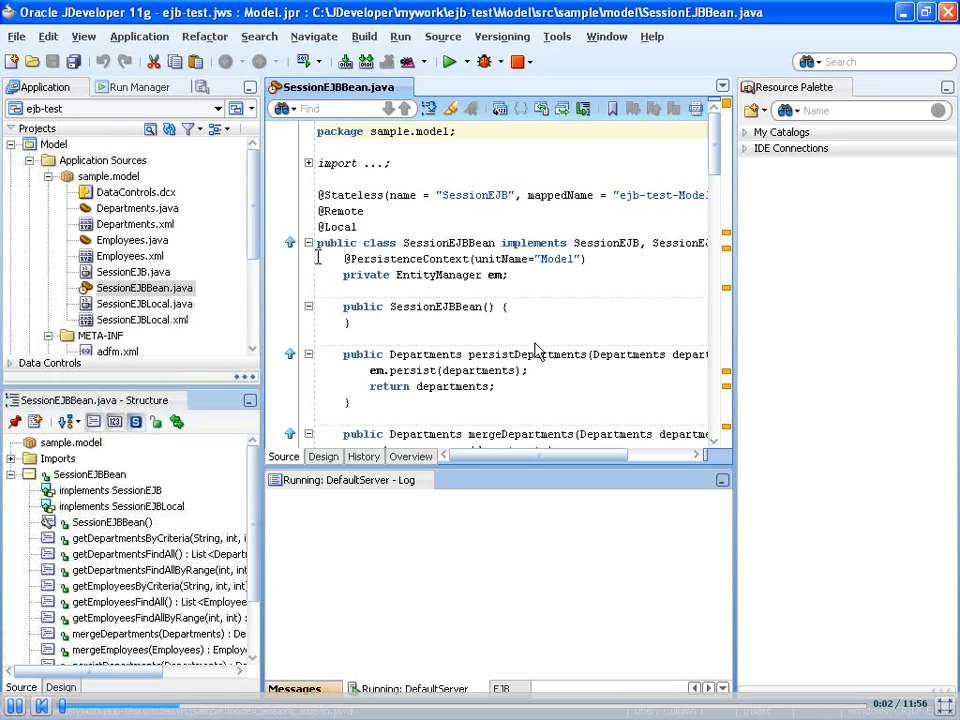 Oracle JDeveloper 11g - ejb-test.jws : Model.jpr : C:\JDeveloper\mywork\ejb-test\Model\src\sample\model\SessionEJBBean.java
File Edit View Application Refactor Search Navigate Build Run Source Versioning Tools Window Help
Search
Application
Run Manager
ejb-test
Projects
Model
Application Sources
sample.model
DataControls.dcx
Departments.java
Departments.xml
Employees.java
Employees.xml
SessionEJB.java
SessionEJBBean.java
SessionEJBLocal.java
SessionEJBLocal.xml
META-INF
adfm.xml
Data Controls
SessionEJBBean.java - Structure
sample.model
Imports
SessionEJBBean
implements SessionEJB
implements SessionEJBLocal
SessionEJBBean()
getDepartmentsByCriteria(String, int, int
getDepartmentsFindAll() : List<Depart
getDepartmentsFindAllByRange(int, int
getEmployeesByCriteria(String, int, int)
getEmployeesFindAll() : List<Employee
getEmployeesFindAllByRange(int, int) :
mergeDepartments(Departments) : De
mergeEmployees(Employees) : Employe
Source Design
SessionEJBBean.java
Find
package sample.model;
import ...;
@Stateless(name = "SessionEJB", mappedName = "ejb-test-Model
@Remote
@Local
public class SessionEJBBean implements SessionEJB, SessionEJ
@PersistenceContext(unitName="Model")
private EntityManager em;
public SessionEJBBean() {
}
public Departments persistDepartments(Departments depart
em.persist(departments);
return departments;
}
public Departments mergeDepartments(Departments departme
Source Design History Overview
Running: DefaultServer - Log
Messages
Running: DefaultServer
EJB
Resource Palette
Name
My Catalogs
IDE Connections
0:02 / 11:56